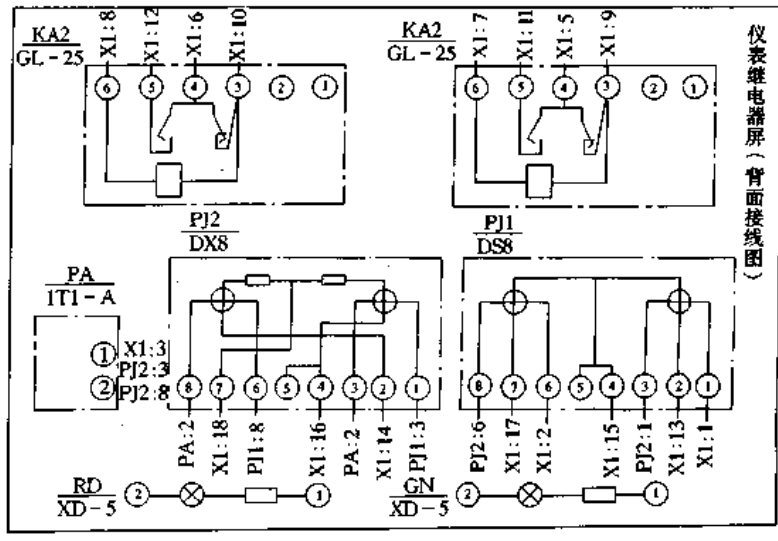 KA2
GL-25
X1:8
X1:12
X1:6
X1:10
⑥ ⑤ ④ ③ ② ①
KA2
GL-25
X1:7
X1:11
X1:5
X1:9
⑥ ⑤ ④ ③ ② ①
仪表继电器屏(背面接线图)
PA
1T1-A
① X1:3
PJ2:3
② PJ2:8
PJ2
DX8
⑧ ⑦ ⑥ ⑤ ④ ③ ② ①
PA:2
X1:18
PJ1:8
X1:16
PA:2
X1:14
PJ1:3
PJ1
DS8
⑧ ⑦ ⑥ ⑤ ④ ③ ② ①
PJ2:6
X1:17
X1:2
X1:15
PJ2:1
X1:13
X1:1
RD
XD-5
② ①
GN
XD-5
② ①